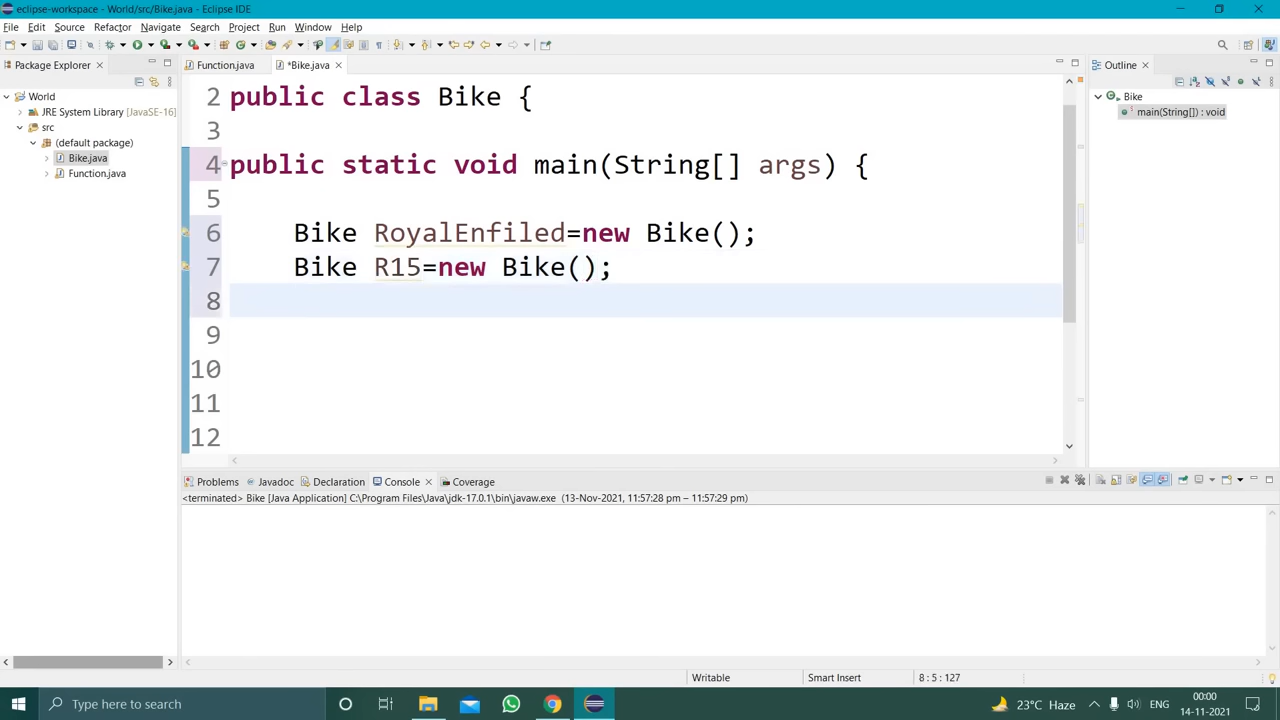 eclipse-workspace - World/src/Bike.java - Eclipse IDE
File Edit Source Refactor Navigate Search Project Run Window Help
Package Explorer
Function.java *Bike.java
Outline
World
JRE System Library [JavaSE-16]
src
(default package)
Bike.java
Function.java
2 public class Bike {
3
4 public static void main(String[] args) {
5
6 Bike RoyalEnfiled=new Bike();
7 Bike R15=new Bike();
8
9
10
11
12
Bike
main(String[]) : void
Problems Javadoc Declaration Console Coverage
<terminated> Bike [Java Application] C:\Program Files\Java\jdk-17.0.1\bin\javaw.exe (13-Nov-2021, 11:57:28 pm – 11:57:29 pm)
Writable Smart Insert 8 : 5 : 127
Type here to search
23°C Haze
ENG
00:00
14-11-2021